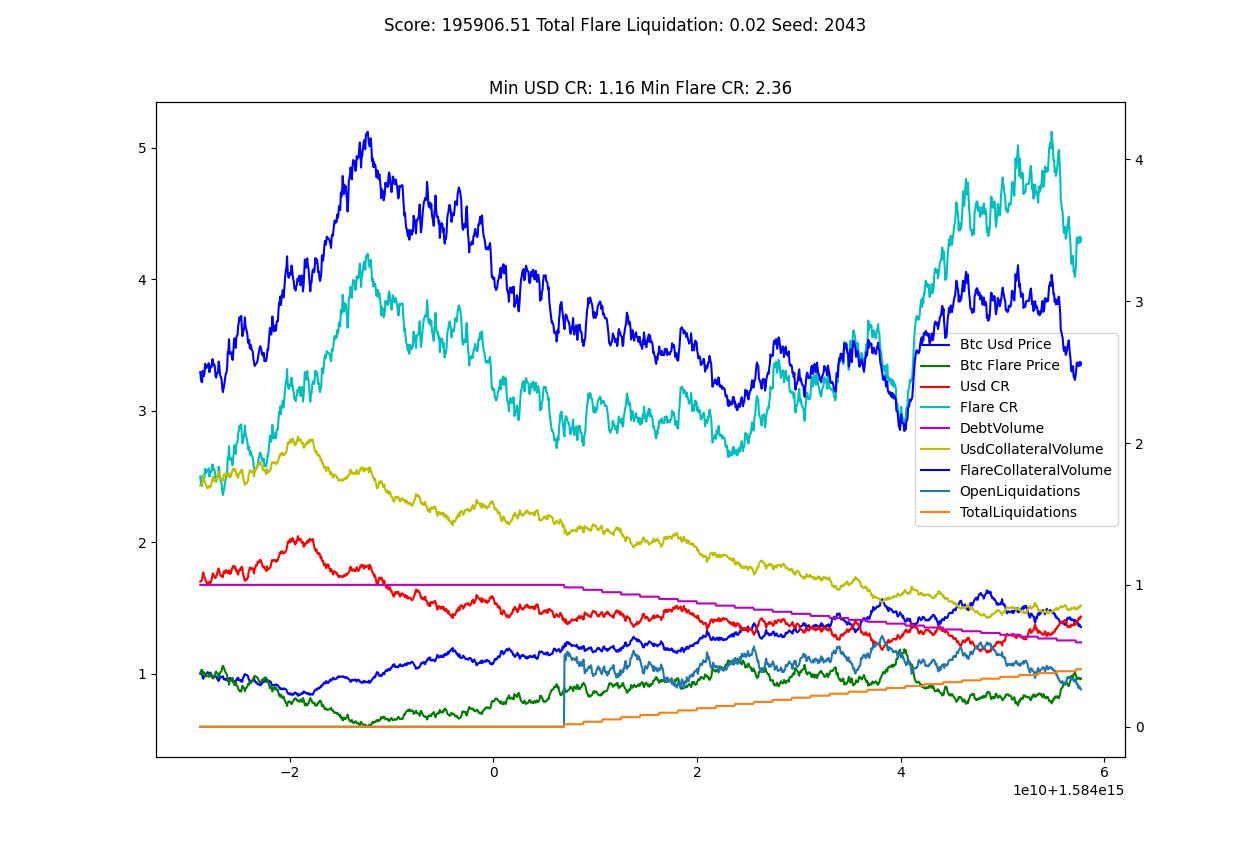 Score: 195906.51 Total Flare Liquidation: 0.02 Seed: 2043
Min USD CR: 1.16 Min Flare CR: 2.36
5
4
3
2
1
4
3
2
1
0
Btc Usd Price
Btc Flare Price
Usd CR
Flare CR
DebtVolume
UsdCollateralVolume
FlareCollateralVolume
OpenLiquidations
TotalLiquidations
−2 0 2 4 6
1e10+1.584e15